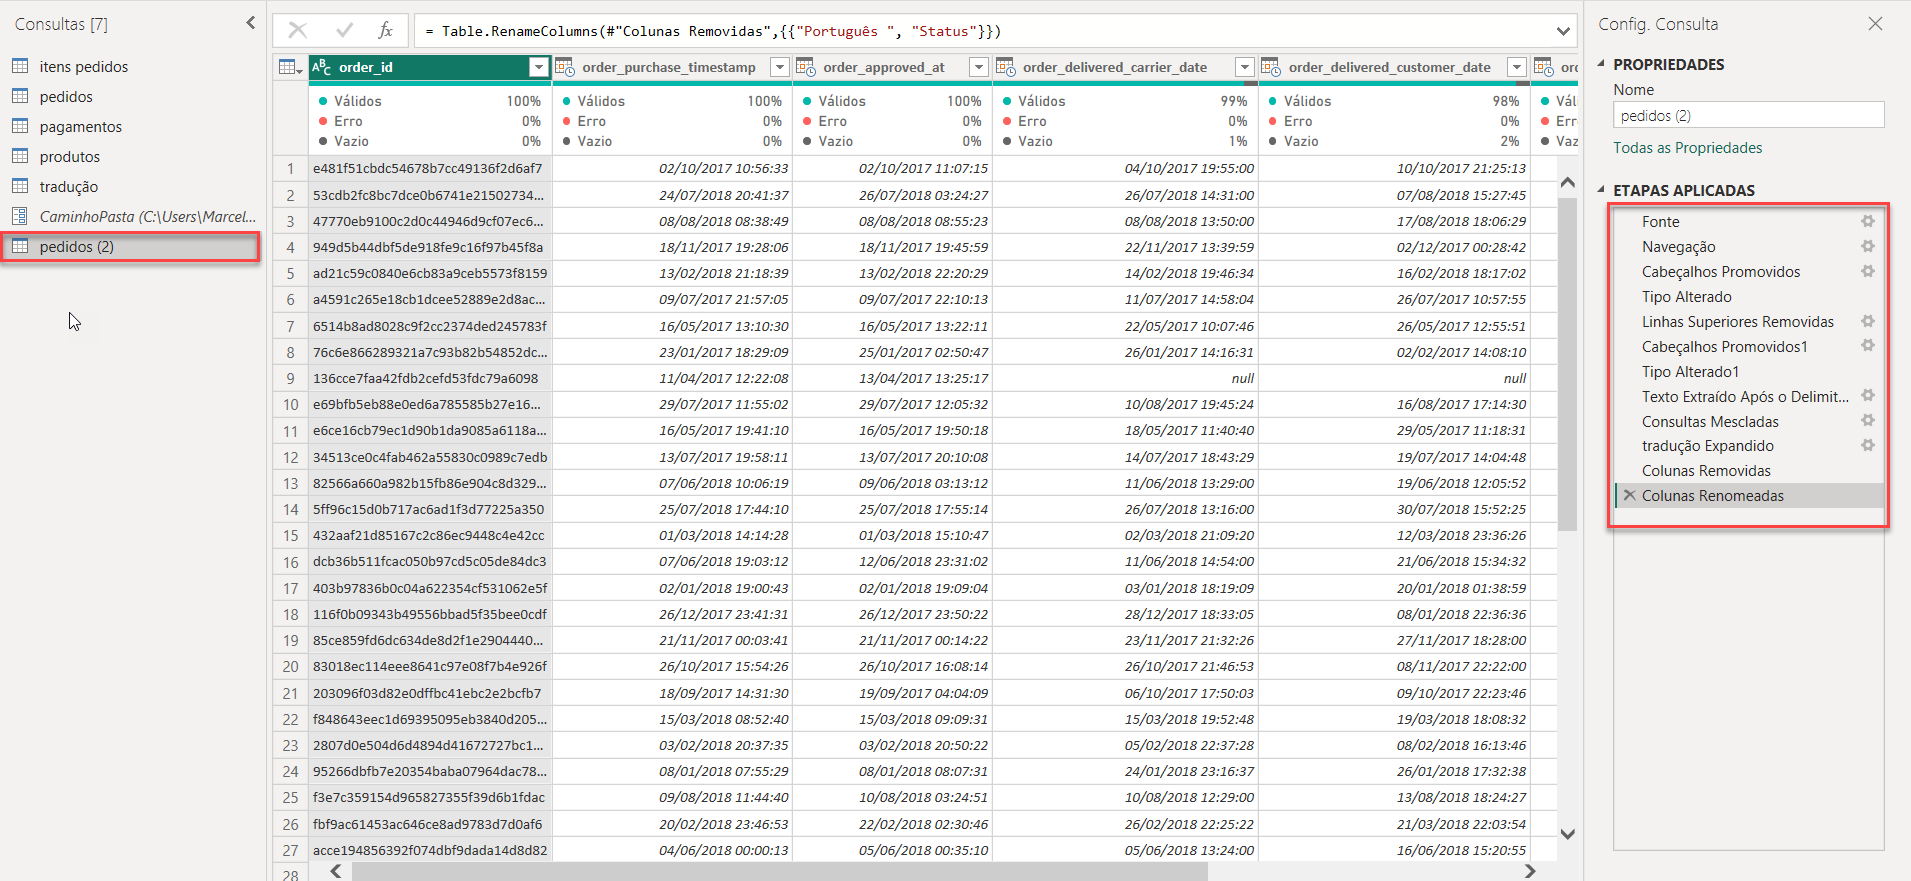 Consultas [7]
itens pedidos
pedidos
pagamentos
produtos
tradução
CaminhoPasta (C:\Users\Marcel...
pedidos (2)
fx
= Table.RenameColumns(#"Colunas Removidas",{{"Português ", "Status"}})
ABC order_id order_purchase_timestamp order_approved_at order_delivered_carrier_date order_delivered_customer_date
Válidos 100% Válidos 100% Válidos 100% Válidos 99% Válidos 98%
Erro 0% Erro 0% Erro 0% Erro 0% Erro 0%
Vazio 0% Vazio 0% Vazio 0% Vazio 1% Vazio 2%
1 e481f51cbdc54678b7cc49136f2d6af7 02/10/2017 10:56:33 02/10/2017 11:07:15 04/10/2017 19:55:00 10/10/2017 21:25:13
2 53cdb2fc8bc7dce0b6741e21502734... 24/07/2018 20:41:37 26/07/2018 03:24:27 26/07/2018 14:31:00 07/08/2018 15:27:45
3 47770eb9100c2d0c44946d9cf07ec6... 08/08/2018 08:38:49 08/08/2018 08:55:23 08/08/2018 13:50:00 17/08/2018 18:06:29
4 949d5b44dbf5de918fe9c16f97b45f8a 18/11/2017 19:28:06 18/11/2017 19:45:59 22/11/2017 13:39:59 02/12/2017 00:28:42
5 ad21c59c0840e6cb83a9ceb5573f8159 13/02/2018 21:18:39 13/02/2018 22:20:29 14/02/2018 19:46:34 16/02/2018 18:17:02
6 a4591c265e18cb1dcee52889e2d8ac... 09/07/2017 21:57:05 09/07/2017 22:10:13 11/07/2017 14:58:04 26/07/2017 10:57:55
7 6514b8ad8028c9f2cc2374ded245783f 16/05/2017 13:10:30 16/05/2017 13:22:11 22/05/2017 10:07:46 26/05/2017 12:55:51
8 76c6e866289321a7c93b82b54852dc... 23/01/2017 18:29:09 25/01/2017 02:50:47 26/01/2017 14:16:31 02/02/2017 14:08:10
9 136cce7faa42fdb2cefd53fdc79a6098 11/04/2017 12:22:08 13/04/2017 13:25:17 null null
10 e69bfb5eb88e0ed6a785585b27e16... 29/07/2017 11:55:02 29/07/2017 12:05:32 10/08/2017 19:45:24 16/08/2017 17:14:30
11 e6ce16cb79ec1d90b1da9085a6118a... 16/05/2017 19:41:10 16/05/2017 19:50:18 18/05/2017 11:40:40 29/05/2017 11:18:31
12 34513ce0c4fab462a55830c0989c7edb 13/07/2017 19:58:11 13/07/2017 20:10:08 14/07/2017 18:43:29 19/07/2017 14:04:48
13 82566a660a982b15fb86e904c8d329... 07/06/2018 10:06:19 09/06/2018 03:13:12 11/06/2018 13:29:00 19/06/2018 12:05:52
14 5ff96c15d0b717ac6ad1f3d77225a350 25/07/2018 17:44:10 25/07/2018 17:55:14 26/07/2018 13:16:00 30/07/2018 15:52:25
15 432aaf21d85167c2c86ec9448c4e42cc 01/03/2018 14:14:28 01/03/2018 15:10:47 02/03/2018 21:09:20 12/03/2018 23:36:26
16 dcb36b511fcac050b97cd5c05de84dc3 07/06/2018 19:03:12 12/06/2018 23:31:02 11/06/2018 14:54:00 21/06/2018 15:34:32
17 403b97836b0c04a622354cf531062e5f 02/01/2018 19:00:43 02/01/2018 19:09:04 03/01/2018 18:19:09 20/01/2018 01:38:59
18 116f0b09343b49556bbad5f35bee0cdf 26/12/2017 23:41:31 26/12/2017 23:50:22 28/12/2017 18:33:05 08/01/2018 22:36:36
19 85ce859fd6dc634de8d2f1e2904440... 21/11/2017 00:03:41 21/11/2017 00:14:22 23/11/2017 21:32:26 27/11/2017 18:28:00
20 83018ec114eee8641c97e08f7b4e926f 26/10/2017 15:54:26 26/10/2017 16:08:14 26/10/2017 21:46:53 08/11/2017 22:22:00
21 203096f03d82e0dffbc41ebc2e2bcfb7 18/09/2017 14:31:30 19/09/2017 04:04:09 06/10/2017 17:50:03 09/10/2017 22:23:46
22 f848643eec1d69395095eb3840d205... 15/03/2018 08:52:40 15/03/2018 09:09:31 15/03/2018 19:52:48 19/03/2018 18:08:32
23 2807d0e504d6d4894d41672727bc1... 03/02/2018 20:37:35 03/02/2018 20:50:22 05/02/2018 22:37:28 08/02/2018 16:13:46
24 95266dbfb7e20354baba07964dac78... 08/01/2018 07:55:29 08/01/2018 08:07:31 24/01/2018 23:16:37 26/01/2018 17:32:38
25 f3e7c359154d965827355f39d6b1fdac 09/08/2018 11:44:40 10/08/2018 03:24:51 10/08/2018 12:29:00 13/08/2018 18:24:27
26 fbf9ac61453ac646ce8ad9783d7d0af6 20/02/2018 23:46:53 22/02/2018 02:30:46 26/02/2018 22:25:22 21/03/2018 22:03:54
27 acce194856392f074dbf9dada14d8d82 04/06/2018 00:00:13 05/06/2018 00:35:10 05/06/2018 13:24:00 16/06/2018 15:20:55
28
Config. Consulta
PROPRIEDADES
Nome
pedidos (2)
Todas as Propriedades
ETAPAS APLICADAS
Fonte
Navegação
Cabeçalhos Promovidos
Tipo Alterado
Linhas Superiores Removidas
Cabeçalhos Promovidos1
Tipo Alterado1
Texto Extraído Após o Delimit...
Consultas Mescladas
tradução Expandido
Colunas Removidas
Colunas Renomeadas